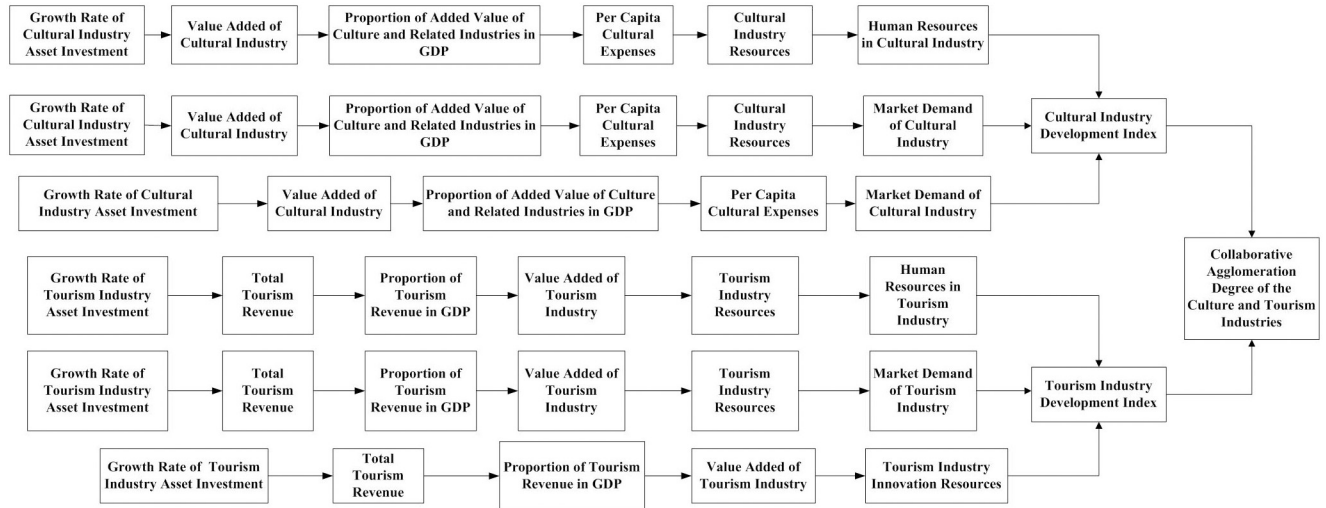 Growth Rate of
Cultural Industry
Asset Investment
Value Added of
Cultural Industry
Proportion of Added Value of
Culture and Related Industries in
GDP
Per Capita
Cultural
Expenses
Cultural
Industry
Resources
Human Resources
in Cultural Industry
Growth Rate of
Cultural Industry
Asset Investment
Value Added of
Cultural Industry
Proportion of Added Value of
Culture and Related Industries in
GDP
Per Capita
Cultural
Expenses
Cultural
Industry
Resources
Market Demand
of Cultural
Industry
Cultural Industry
Development Index
Growth Rate of Cultural
Industry Asset Investment
Value Added of
Cultural Industry
Proportion of Added Value of Culture
and Related Industries in GDP
Per Capita
Cultural Expenses
Market Demand of
Cultural Industry
Collaborative
Agglomeration
Degree of the
Culture and Tourism
Industries
Growth Rate of
Tourism Industry
Asset Investment
Total
Tourism
Revenue
Proportion of
Tourism
Revenue in GDP
Value Added of
Tourism
Industry
Tourism
Industry
Resources
Human
Resources in
Tourism
Industry
Growth Rate of
Tourism Industry
Asset Investment
Total
Tourism
Revenue
Proportion of
Tourism
Revenue in GDP
Value Added of
Tourism
Industry
Tourism
Industry
Resources
Market Demand
of Tourism
Industry
Tourism Industry
Development Index
Growth Rate of Tourism
Industry Asset Investment
Total
Tourism
Revenue
Proportion of Tourism
Revenue in GDP
Value Added of
Tourism Industry
Tourism Industry
Innovation Resources